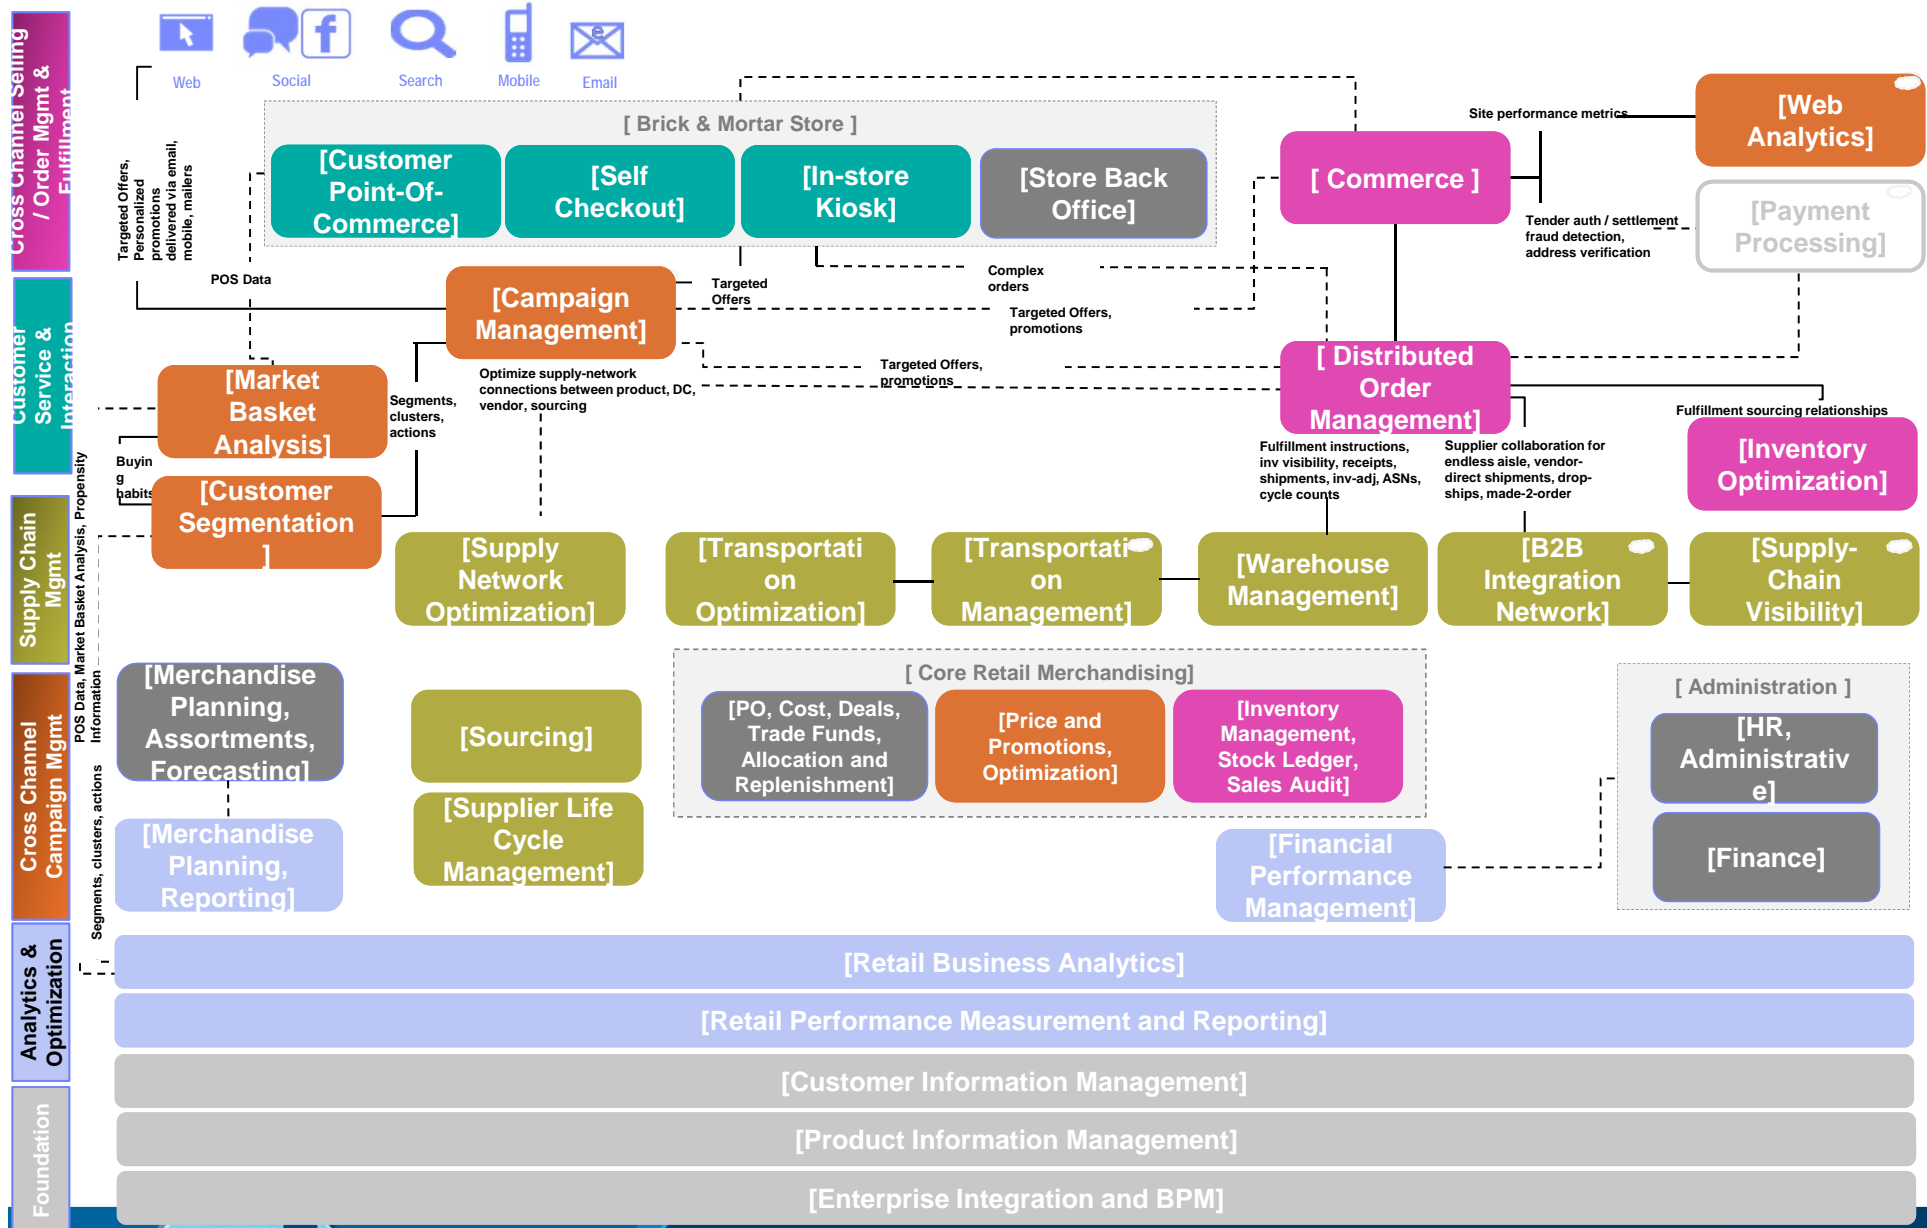 Cross Channel Selling
/ Order Mgmt &
Fulfillment
Customer
Service &
Interaction
Supply Chain
Mgmt
Cross Channel
Campaign Mgmt
Analytics &
Optimization
Foundation
Web
Social
Search
Mobile
Email
e
f
[ Brick & Mortar Store ]
[Customer
Point-Of-
Commerce]
[Self
Checkout]
[In-store
Kiosk]
[Store Back
Office]
[ Commerce ]
Site performance metrics
[Web
Analytics]
Tender auth / settlement
fraud detection,
address verification
[Payment
Processing]
Targeted Offers,
Personalized
promotions
delivered via email,
mobile, mailers
POS Data
[Campaign
Management]
Targeted
Offers
Complex
orders
Targeted Offers,
promotions
Targeted Offers,
promotions
[ Distributed
Order
Management]
[Market
Basket
Analysis]
Segments,
clusters,
actions
Optimize supply-network
connections between product, DC,
vendor, sourcing
Buyin
g
habits
[Customer
Segmentation
]
Fulfillment instructions,
inv visibility, receipts,
shipments, inv-adj, ASNs,
cycle counts
Supplier collaboration for
endless aisle, vendor-
direct shipments, drop-
ships, made-2-order
Fulfillment sourcing relationships
[Inventory
Optimization]
[Supply
Network
Optimization]
[Transportati
on
Optimization]
[Transportati
on
Management]
[Warehouse
Management]
[B2B
Integration
Network]
[Supply-
Chain
Visibility]
POS Data, Market Basket Analysis, Propensity
Information
Segments, clusters, actions
[Merchandise
Planning,
Assortments,
Forecasting]
[Merchandise
Planning,
Reporting]
[Sourcing]
[Supplier Life
Cycle
Management]
[ Core Retail Merchandising]
[PO, Cost, Deals,
Trade Funds,
Allocation and
Replenishment]
[Price and
Promotions,
Optimization]
[Inventory
Management,
Stock Ledger,
Sales Audit]
[Financial
Performance
Management]
[ Administration ]
[HR,
Administrativ
e]
[Finance]
[Retail Business Analytics]
[Retail Performance Measurement and Reporting]
[Customer Information Management]
[Product Information Management]
[Enterprise Integration and BPM]